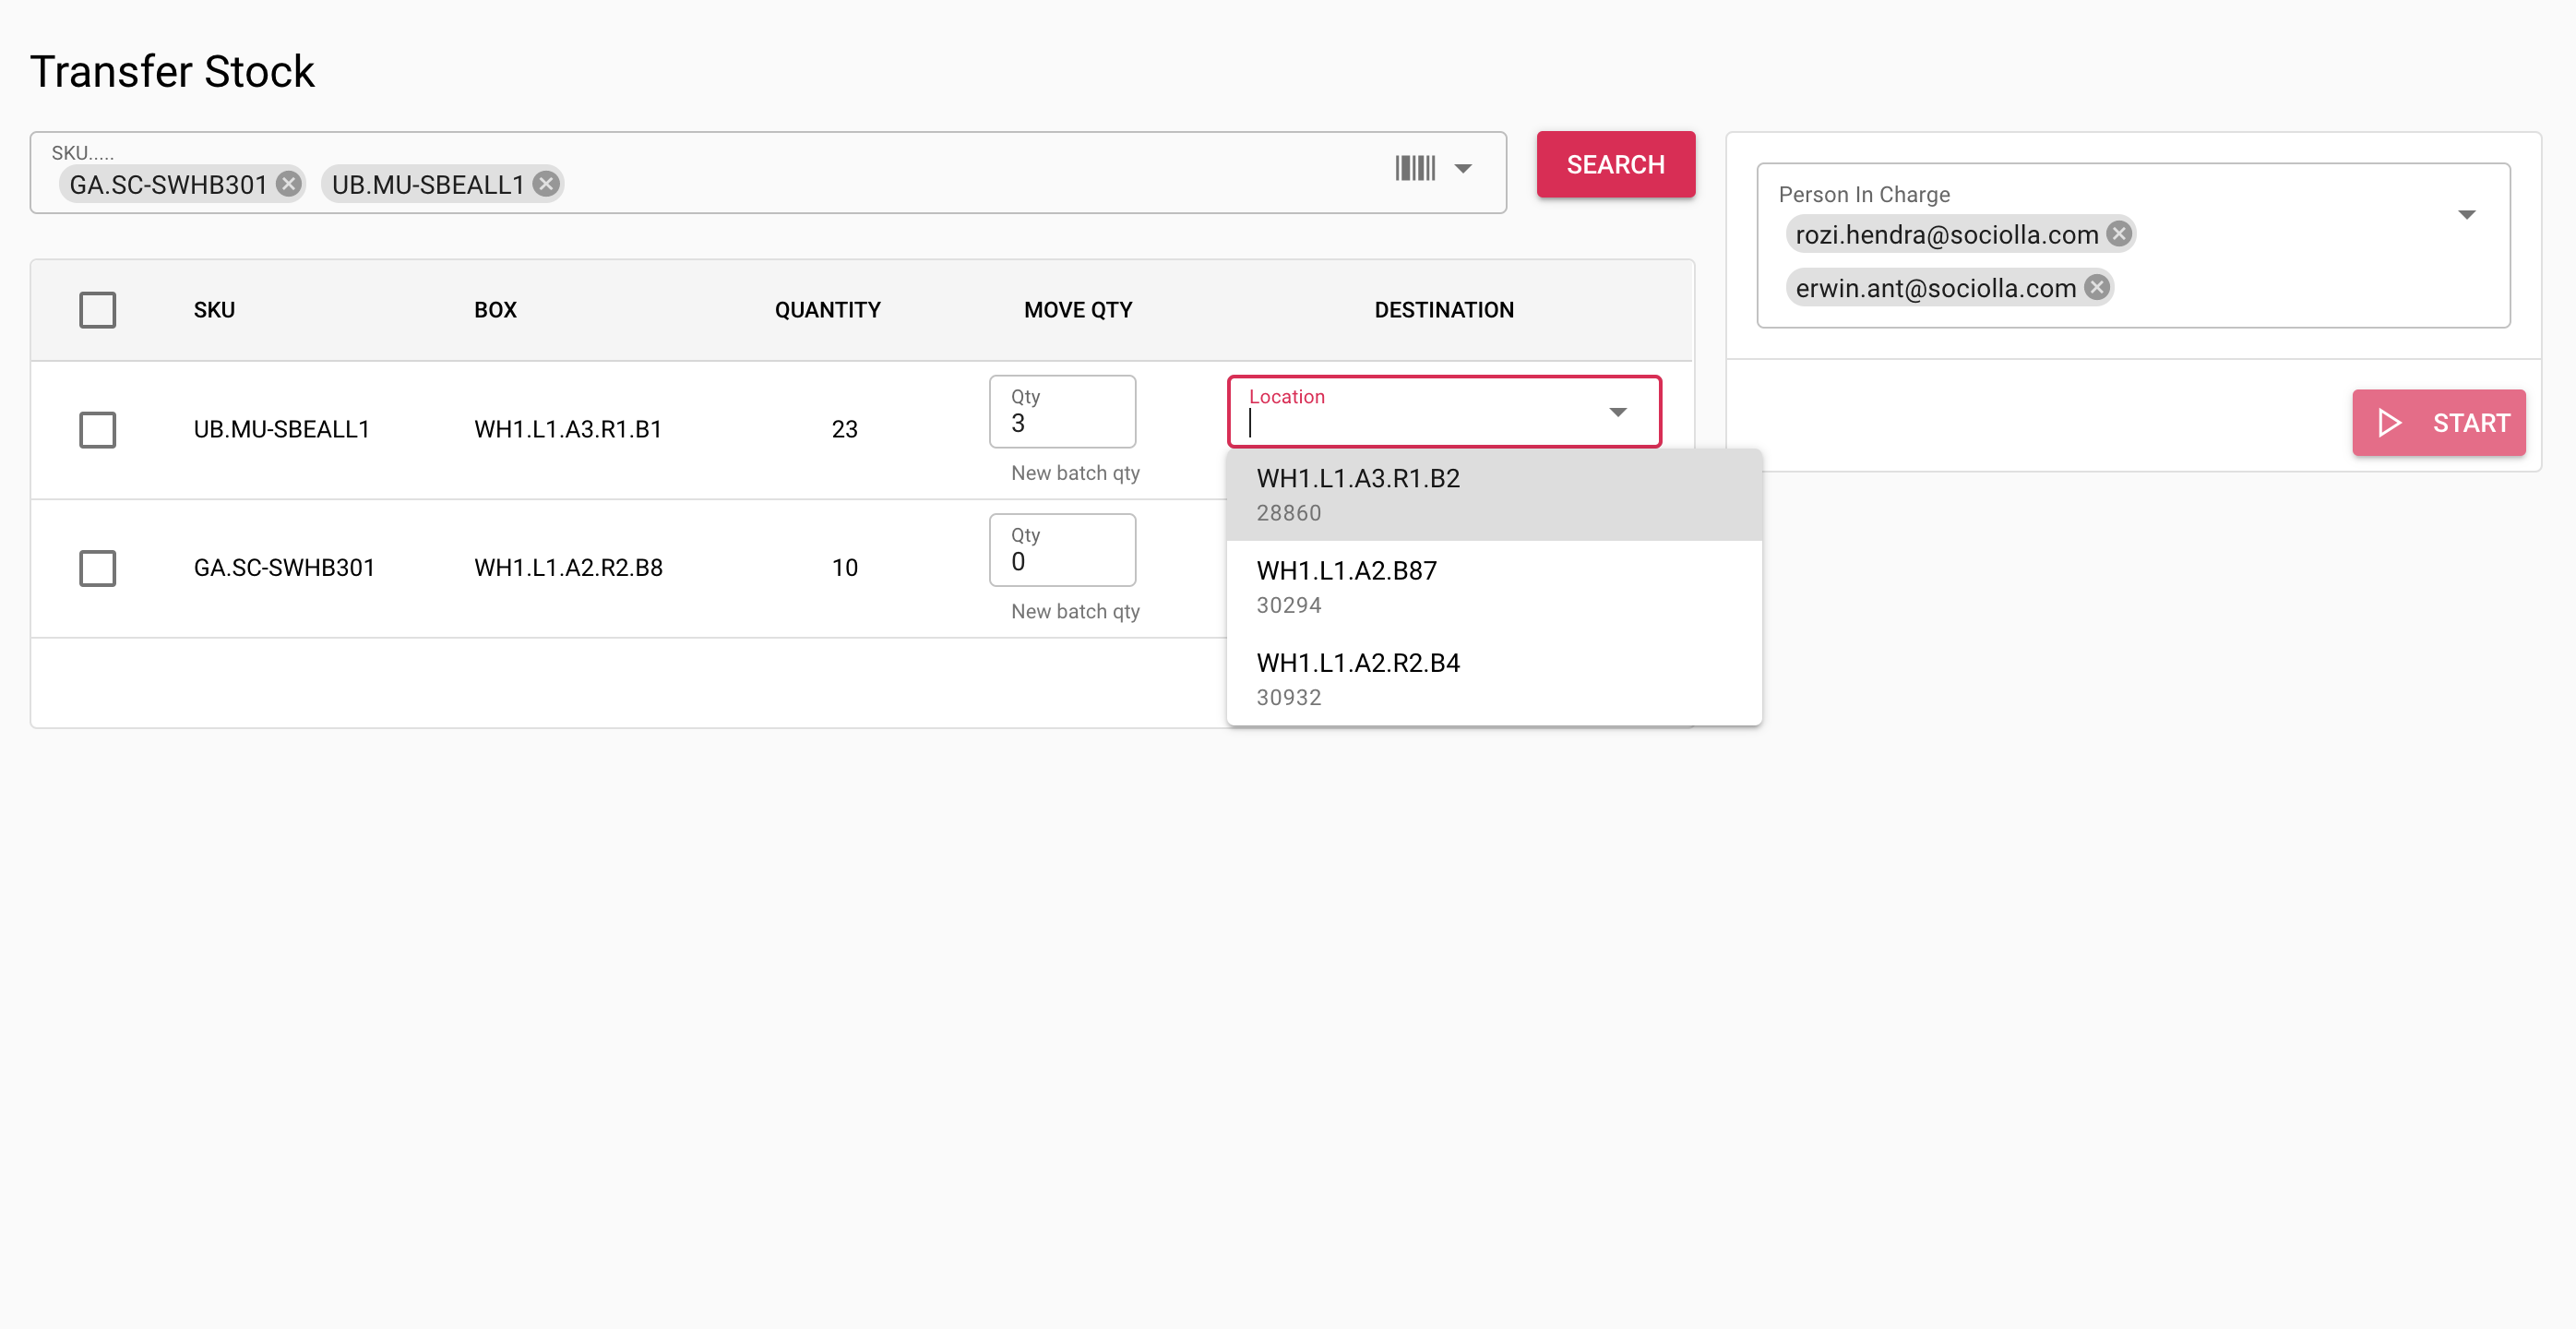 Transfer Stock
SKU.....
GA.SC-SWHB301 UB.MU-SBEALL1
SEARCH
Person In Charge
rozi.hendra@sociolla.com
erwin.ant@sociolla.com
START
SKU BOX QUANTITY MOVE QTY DESTINATION
UB.MU-SBEALL1 WH1.L1.A3.R1.B1 23
Qty
3
New batch qty
Location
WH1.L1.A3.R1.B2
28860
WH1.L1.A2.B87
30294
WH1.L1.A2.R2.B4
30932
GA.SC-SWHB301 WH1.L1.A2.R2.B8 10
Qty
0
New batch qty